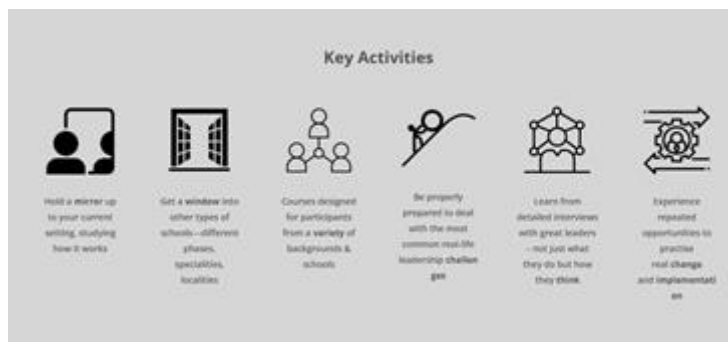 Key Activities
Hold a mirror up
to your current
setting, studying
how it works
Get a window into
other types of
schools – different
phases,
specialities,
localities
Courses designed
for participants
from a variety of
backgrounds &
schools
Be properly
prepared to deal
with the most
common real-life
leadership challen
ges
Learn from
detailed interviews
with great leaders
– not just what
they do but how
they think
Experience
repeated
opportunities to
practise
real change
and implementati
on